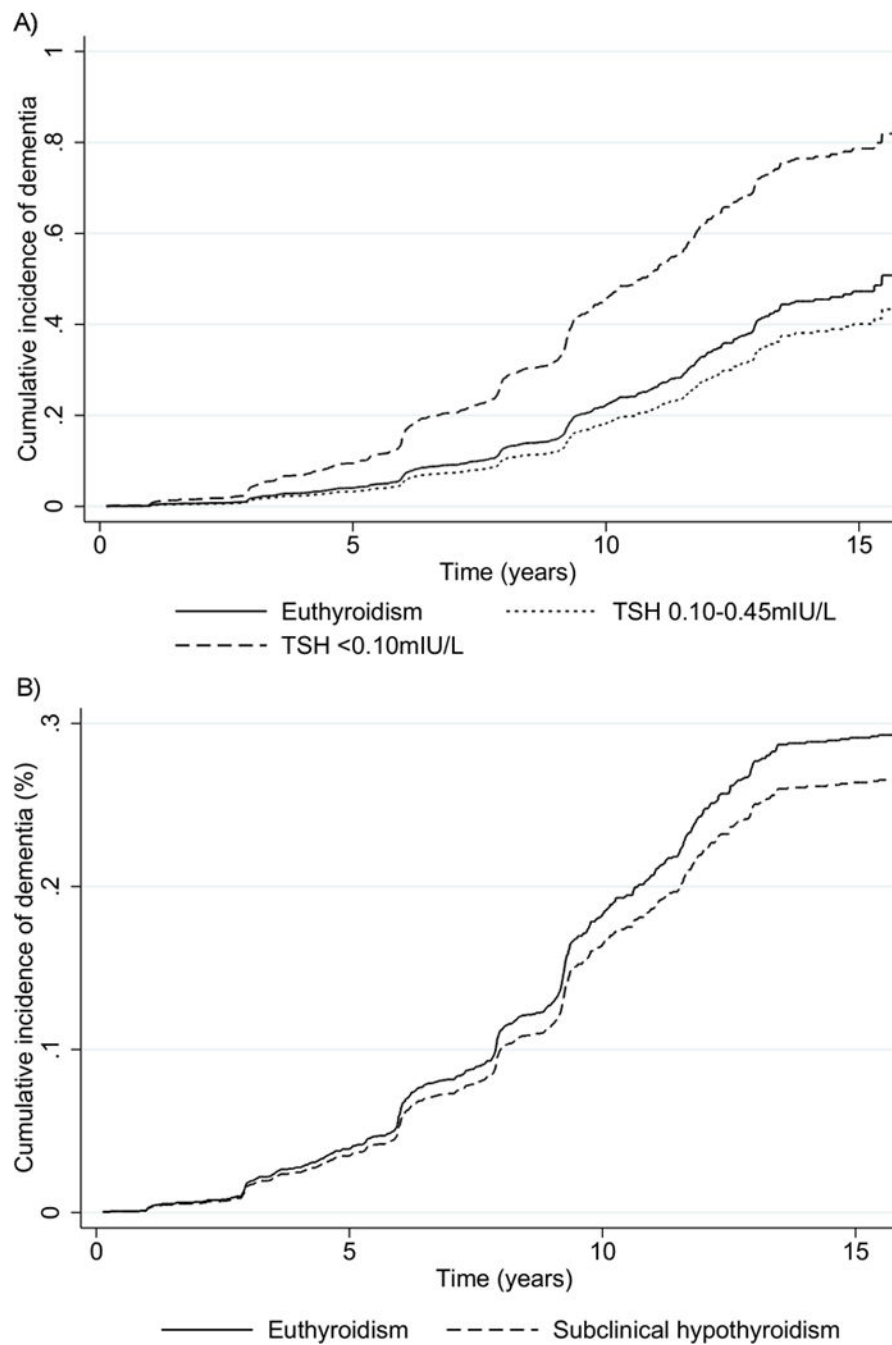 A)
Cumulative incidence of dementia
1
.8
.6
.4
.2
0
0 5 10 15
Time (years)
Euthyroidism TSH 0.10-0.45mIU/L
TSH <0.10mIU/L
B)
Cumulative incidence of dementia (%)
.3
.2
.1
0
0 5 10 15
Time (years)
Euthyroidism Subclinical hypothyroidism